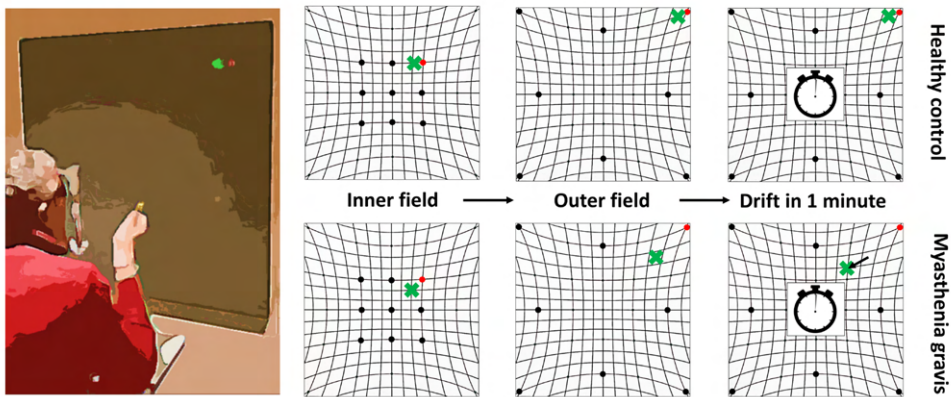 Healthy control
Inner field
Outer field
Drift in 1 minute
Myasthenia gravis